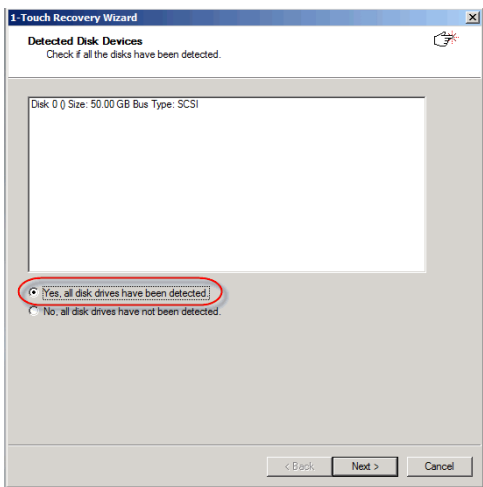 1-Touch Recovery Wizard
Detected Disk Devices
Check if all the disks have been detected.
Disk 0 () Size: 50.00 GB Bus Type: SCSI
Yes, all disk drives have been detected.
No, all disk drives have not been detected.
< Back Next > Cancel